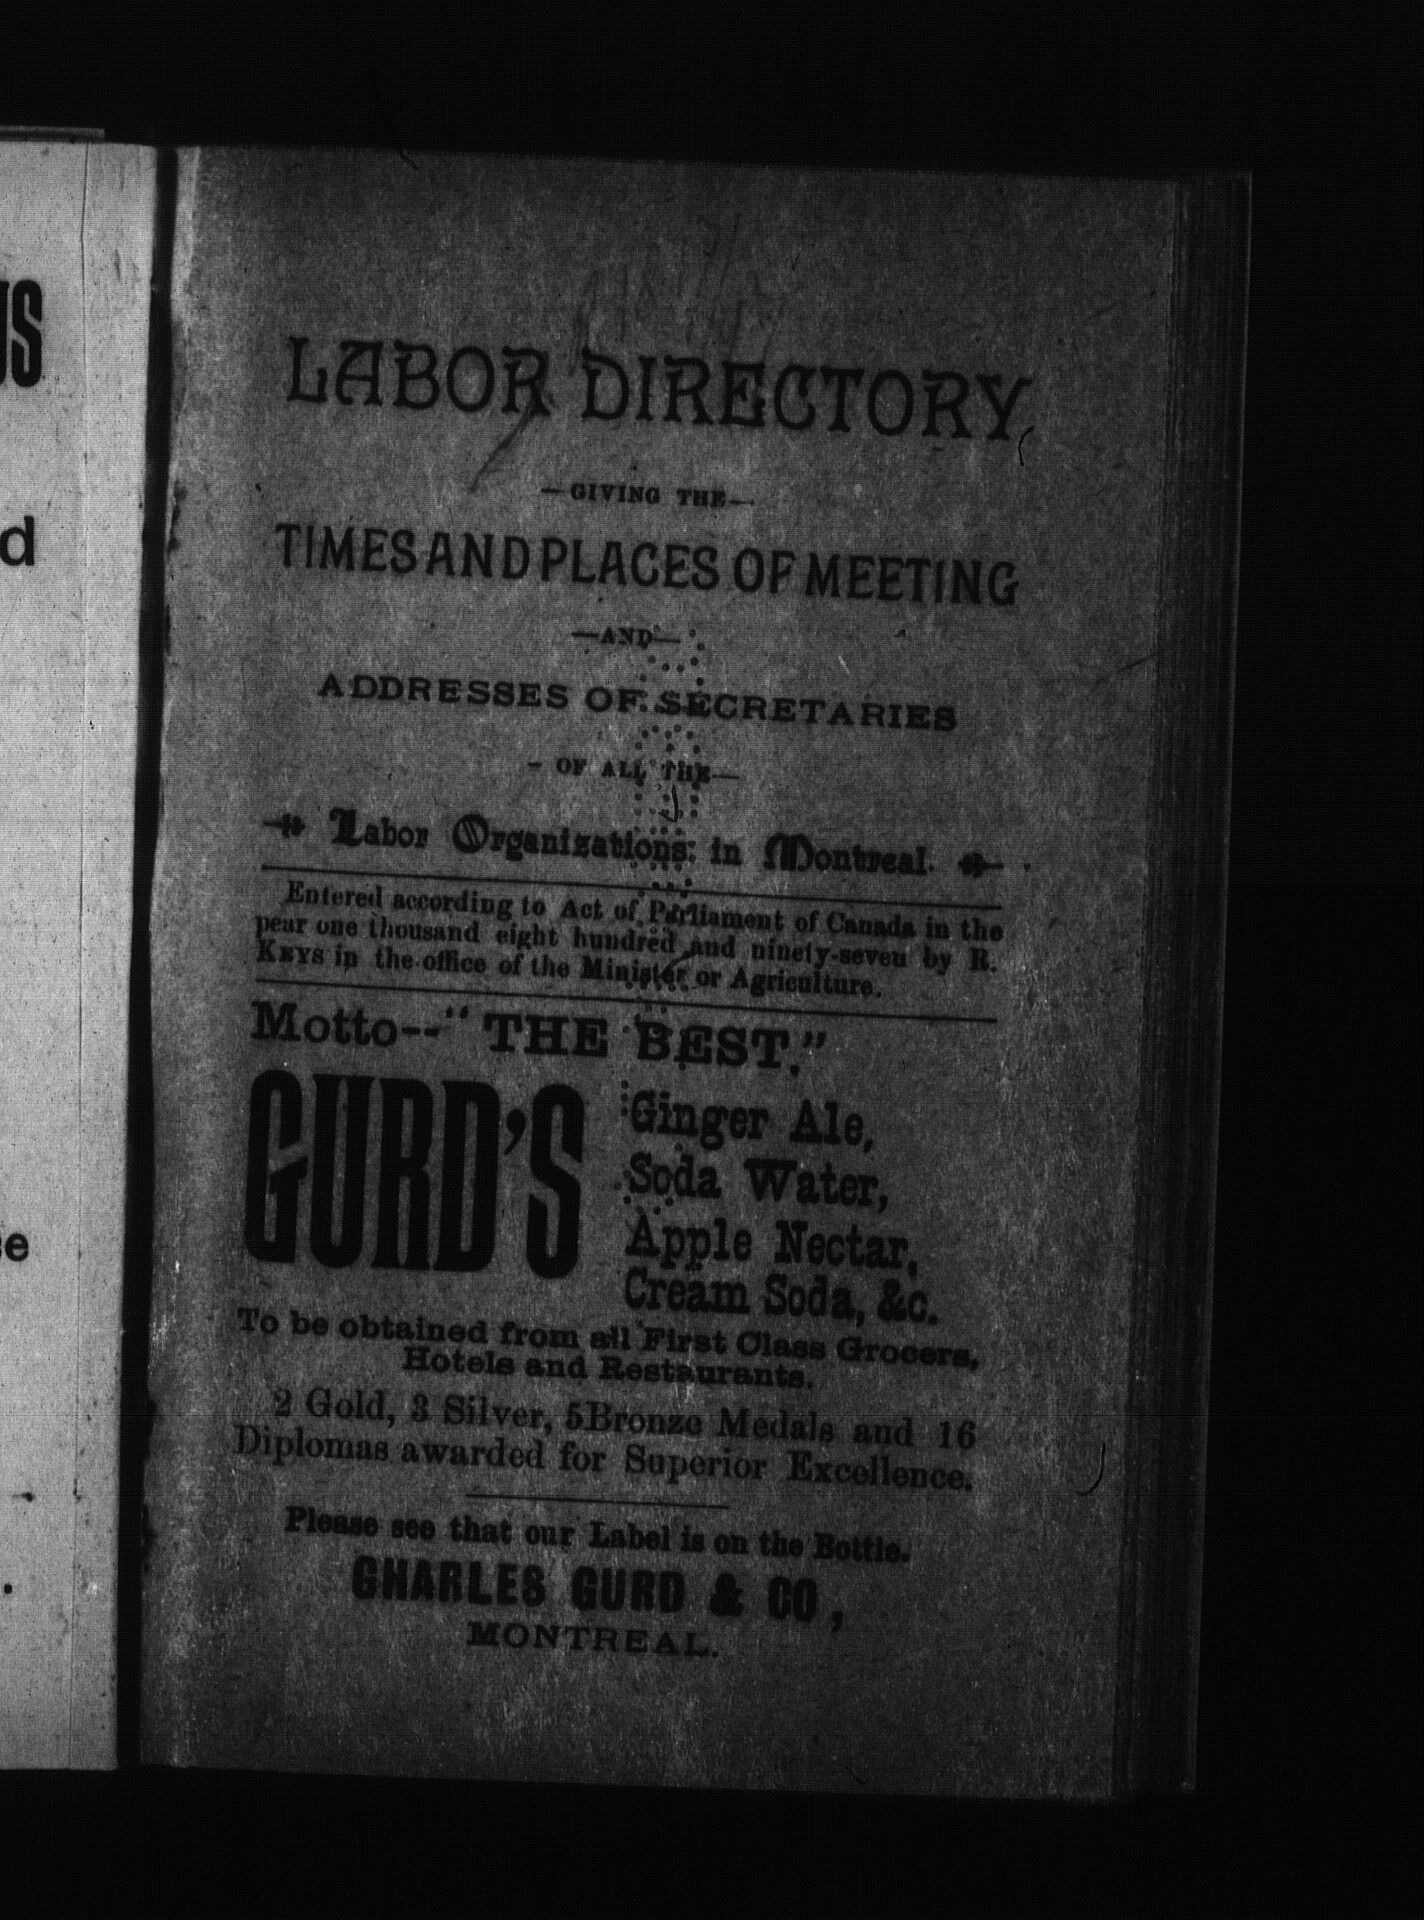 LABOR DIRECTORY
—GIVING THE—
TIMES AND PLACES OF MEETING
—AND—
ADDRESSES OF SECRETARIES
- OF ALL THE—
Labor Organizations in Montreal.
Entered according to Act of Parliament of Canada in the
year one thousand eight hundred and ninety-seven by R.
KEYS in the office of the Minister or Agriculture.
Motto--"THE BEST."
GURD'S
Ginger Ale,
Soda Water,
Apple Nectar,
Cream Soda, &c.
To be obtained from all First Class Grocers,
Hotels and Restaurants.
2 Gold, 3 Silver, 5Bronze Medals and 16
Diplomas awarded for Superior Excellence.
Please see that our Label is on the Bottle.
CHARLES GURD & CO,
MONTREAL.